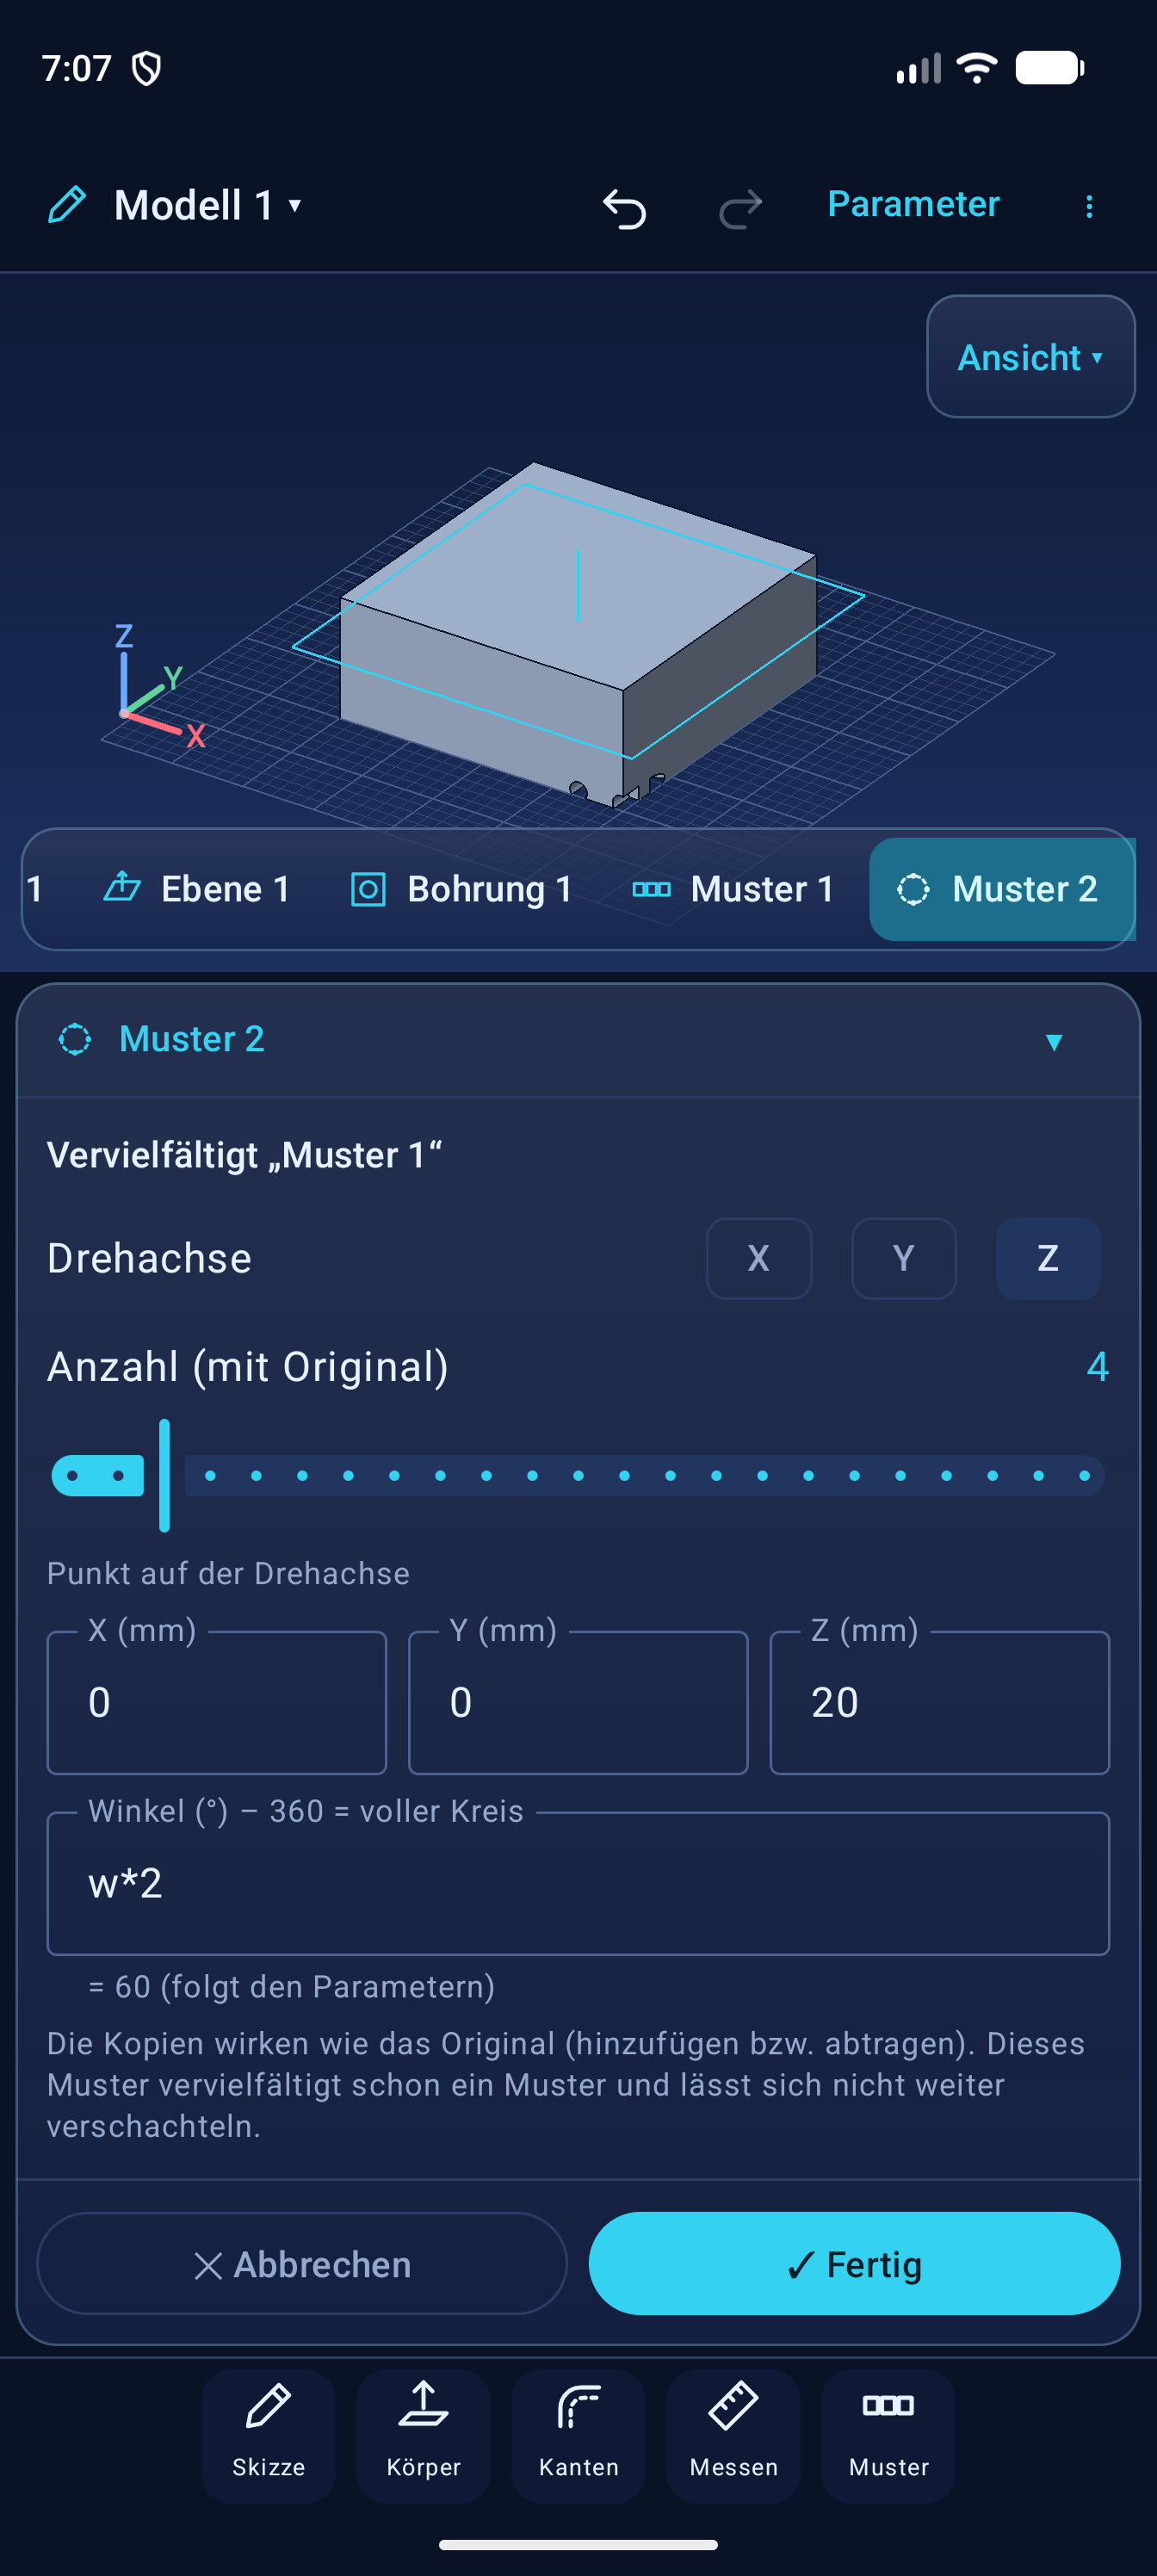 7:07
Modell 1 ▾
Parameter
Ansicht ▾
Z
Y
X
1
Ebene 1
Bohrung 1
Muster 1
Muster 2
Muster 2
Vervielfältigt „Muster 1“
Drehachse
X
Y
Z
Anzahl (mit Original)
4
Punkt auf der Drehachse
X (mm)
Y (mm)
Z (mm)
0
0
20
Winkel (°) – 360 = voller Kreis
w*2
= 60 (folgt den Parametern)
Die Kopien wirken wie das Original (hinzufügen bzw. abtragen). Dieses
Muster vervielfältigt schon ein Muster und lässt sich nicht weiter
verschachteln.
Abbrechen
✓ Fertig
Skizze
Körper
Kanten
Messen
Muster